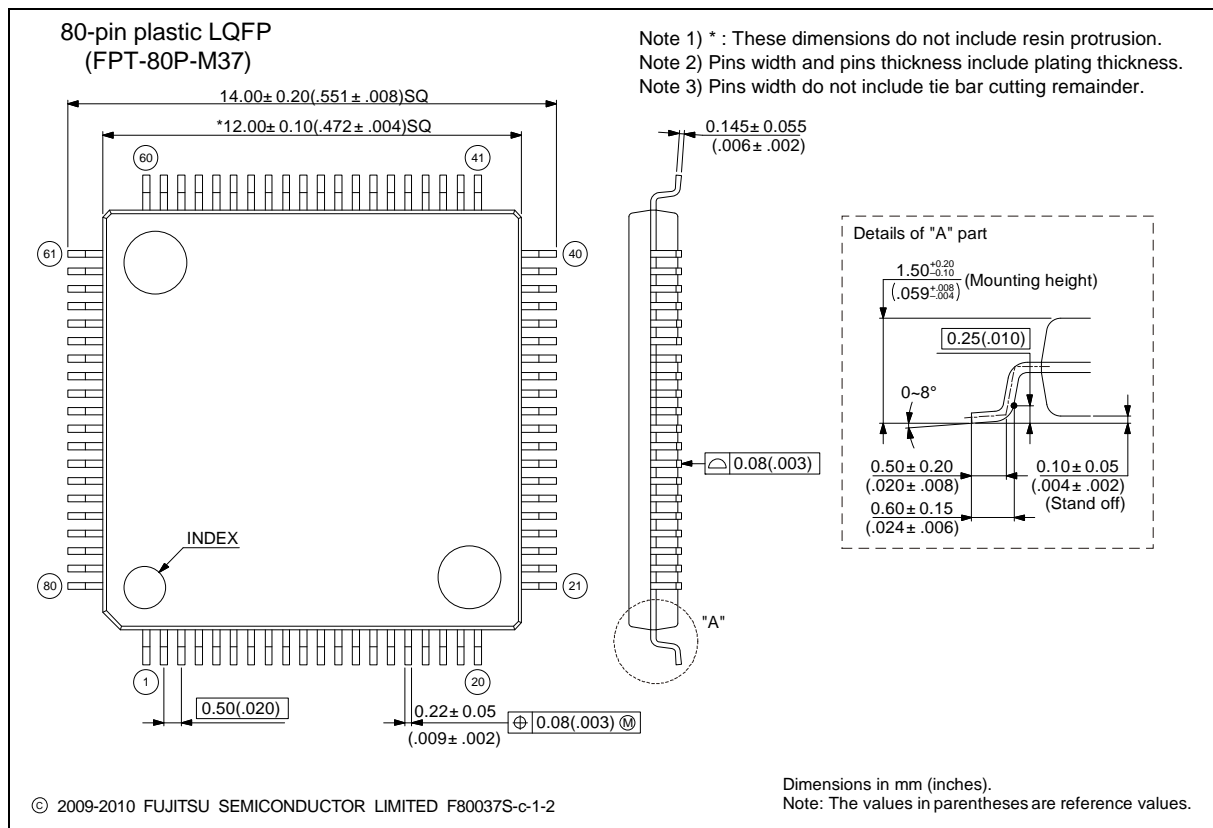 80-pin plastic LQFP
(FPT-80P-M37)
Note 1) * : These dimensions do not include resin protrusion.
Note 2) Pins width and pins thickness include plating thickness.
Note 3) Pins width do not include tie bar cutting remainder.
14.00± 0.20(.551 ± .008)SQ
*12.00± 0.10(.472 ± .004)SQ
0.145± 0.055
(.006± .002)
60
41
61
40
Details of "A" part
1.50 +0.20 −0.10
(.059 +.008 −.004)
(Mounting height)
0.25(.010)
0~8°
0.08(.003)
0.50± 0.20
(.020± .008)
0.60± 0.15
(.024± .006)
0.10± 0.05
(.004± .002)
(Stand off)
INDEX
80
21
"A"
1
20
0.50(.020)
0.22± 0.05
(.009± .002)
⌖ 0.08(.003) Ⓜ
© 2009-2010 FUJITSU SEMICONDUCTOR LIMITED F80037S-c-1-2
Dimensions in mm (inches).
Note: The values in parentheses are reference values.